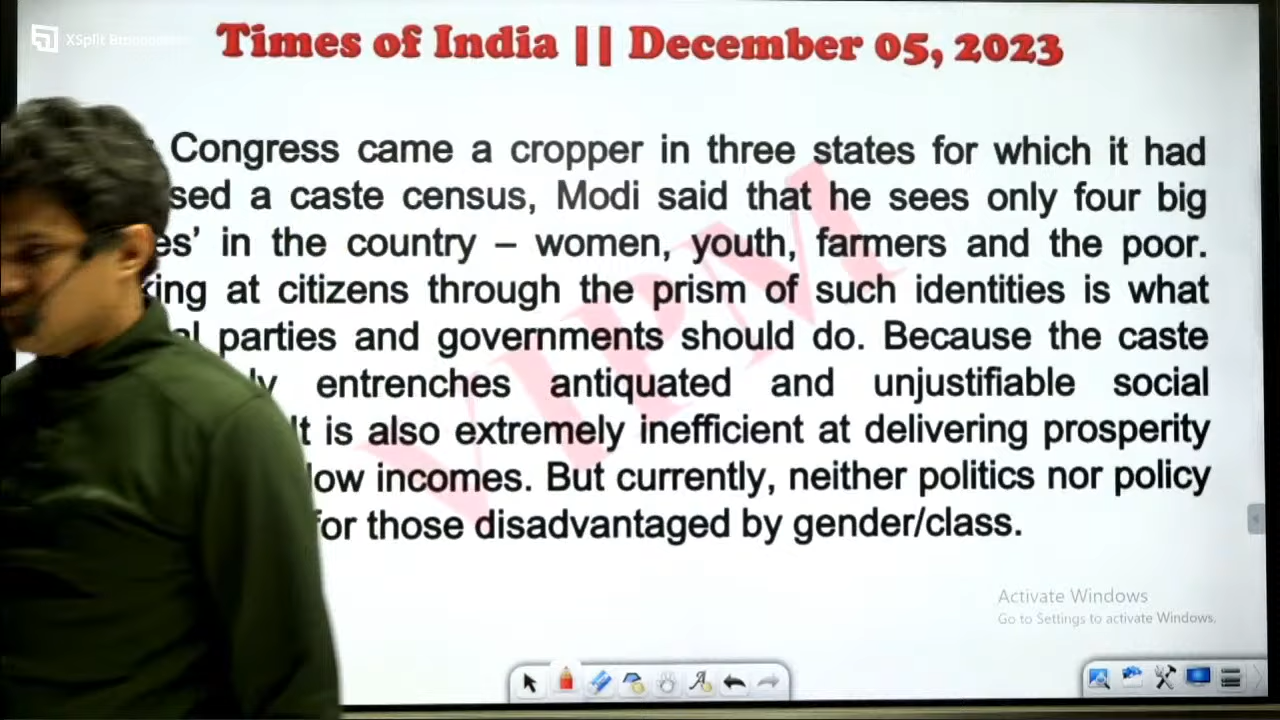 XSplit Broadcaster
Times of India || December 05, 2023
Congress came a cropper in three states for which it had
a caste census, Modi said that he sees only four big
in the country – women, youth, farmers and the poor.
at citizens through the prism of such identities is what
parties and governments should do. Because the caste
entrenches antiquated and unjustifiable social
It is also extremely inefficient at delivering prosperity
low incomes. But currently, neither politics nor policy
for those disadvantaged by gender/class.
VIPM
Activate Windows
Go to Settings to activate Windows.